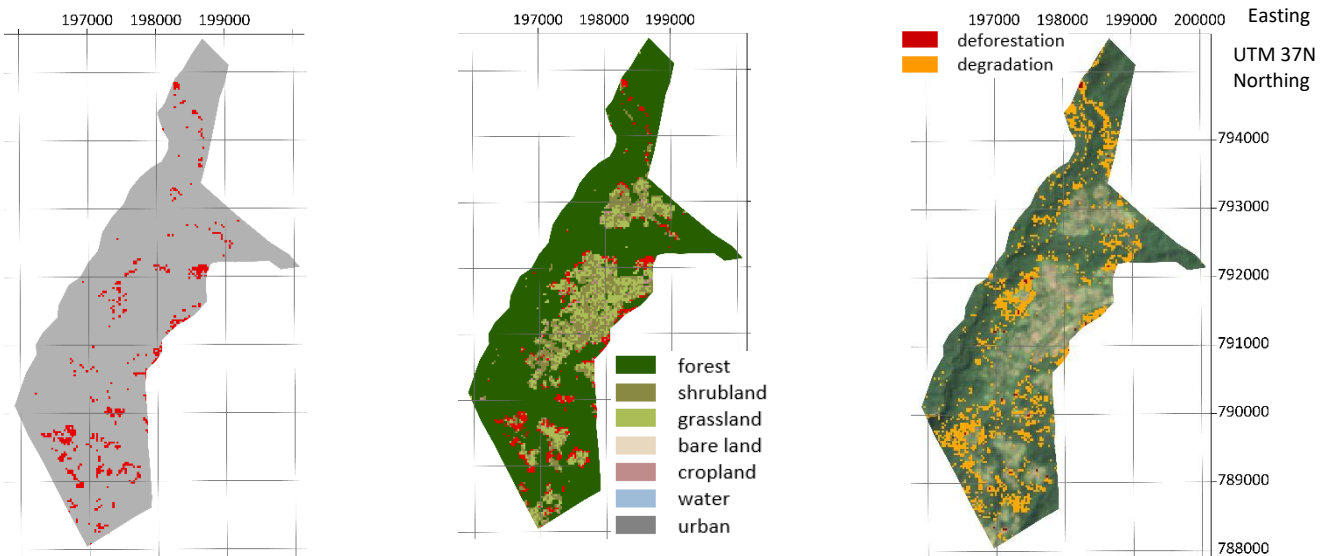 197000 198000 199000
197000 198000 199000
197000 198000 199000 200000 Easting
deforestation
degradation
UTM 37N
Northing
794000
793000
792000
791000
790000
789000
788000
forest
shrubland
grassland
bare land
cropland
water
urban